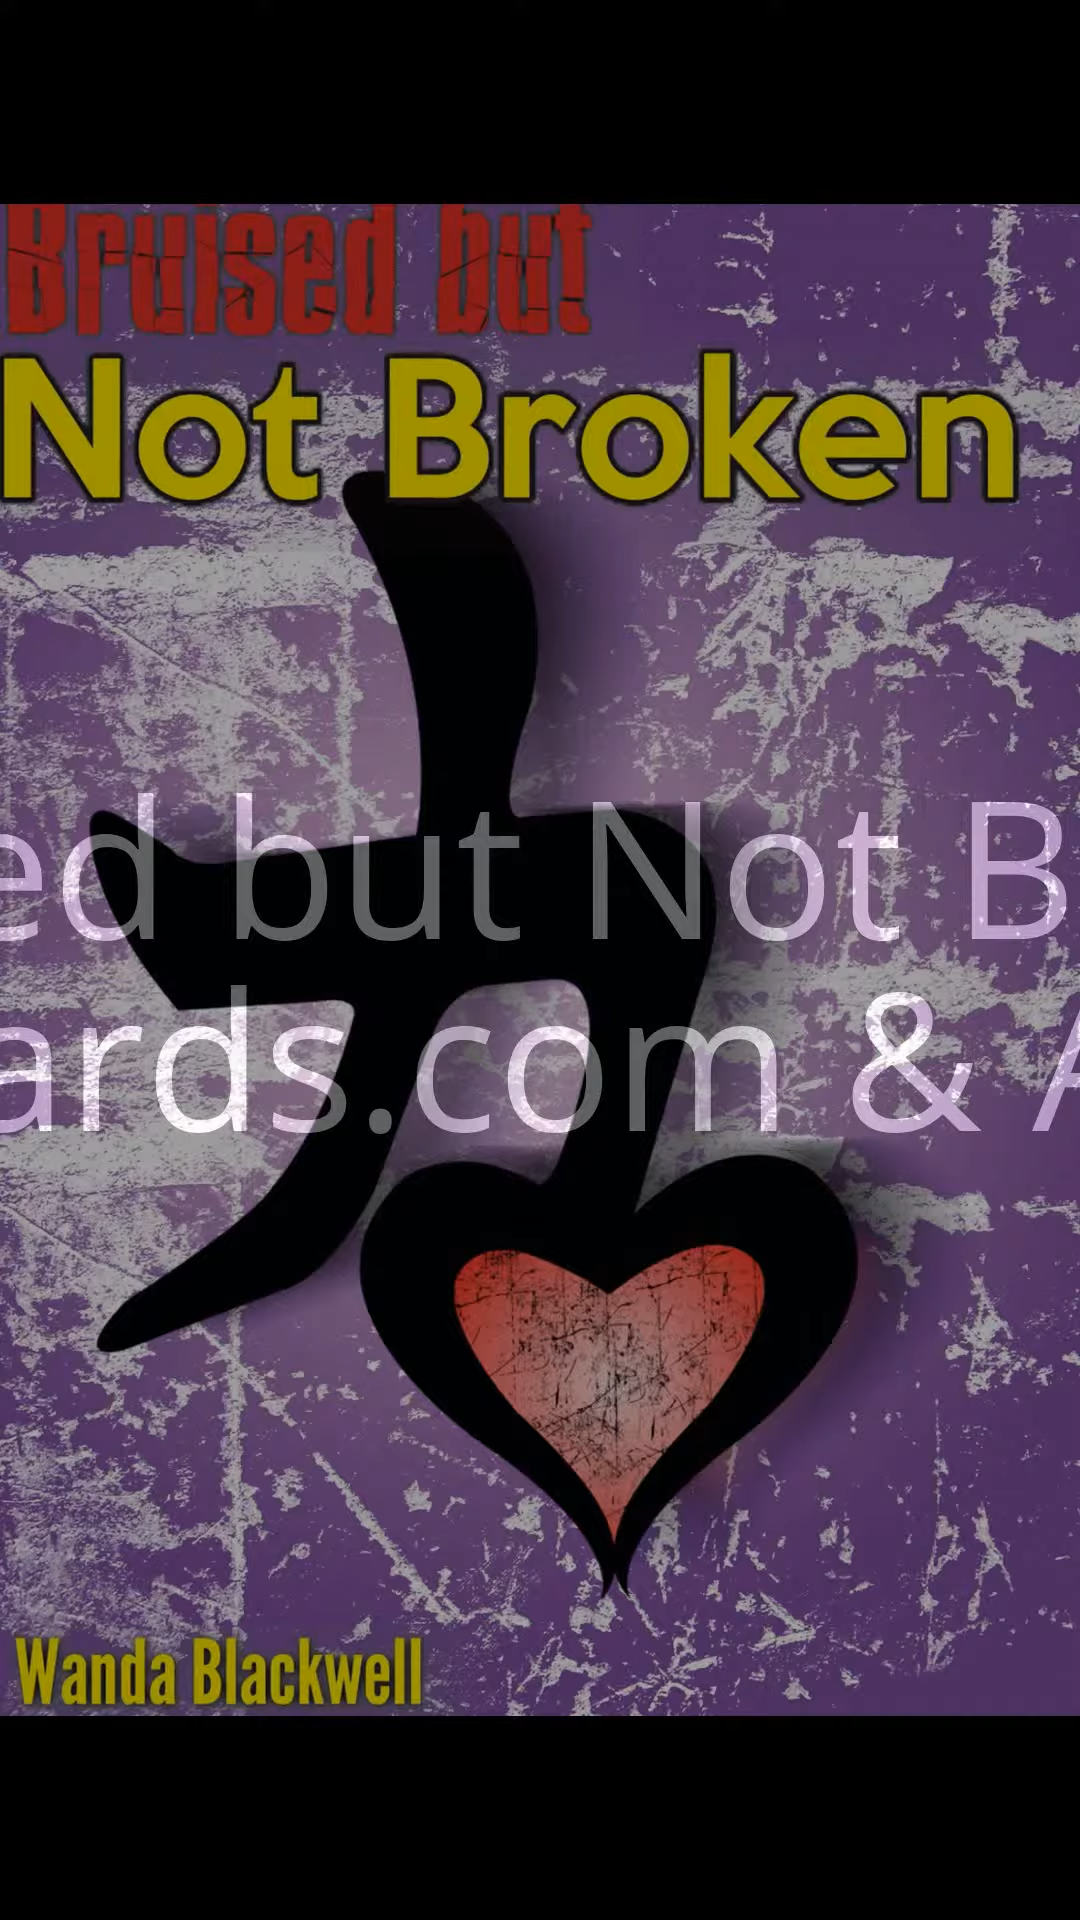 Bruised but
Not Broken
ed but Not B
ards.com & A
Wanda Blackwell